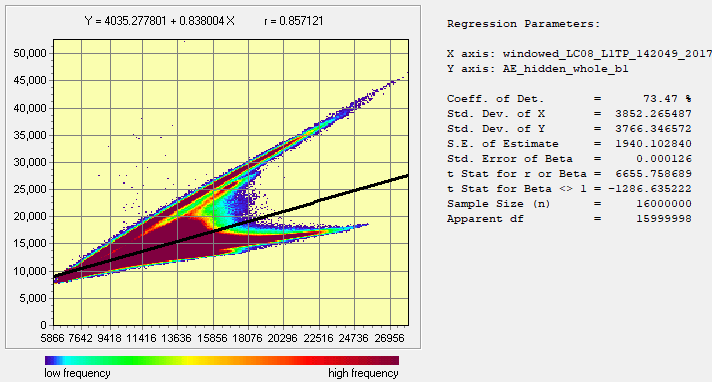 Y = 4035.277801 + 0.838004 X r = 0.857121
50,000
45,000
40,000
35,000
30,000
25,000
20,000
15,000
10,000
5,000
0
5866 7642 9418 11416 13636 15856 18076 20296 22516 24736 26956
low frequency high frequency
Regression Parameters:
X axis: windowed_LC08_L1TP_142049_2017
Y axis: AE_hidden_whole_b1
Coeff. of Det. = 73.47 %
Std. Dev. of X = 3852.265487
Std. Dev. of Y = 3766.346572
S.E. of Estimate = 1940.102840
Std. Error of Beta = 0.000126
t Stat for r or Beta = 6655.758689
t Stat for Beta <> 1 = -1286.635222
Sample Size (n) = 16000000
Apparent df = 15999998